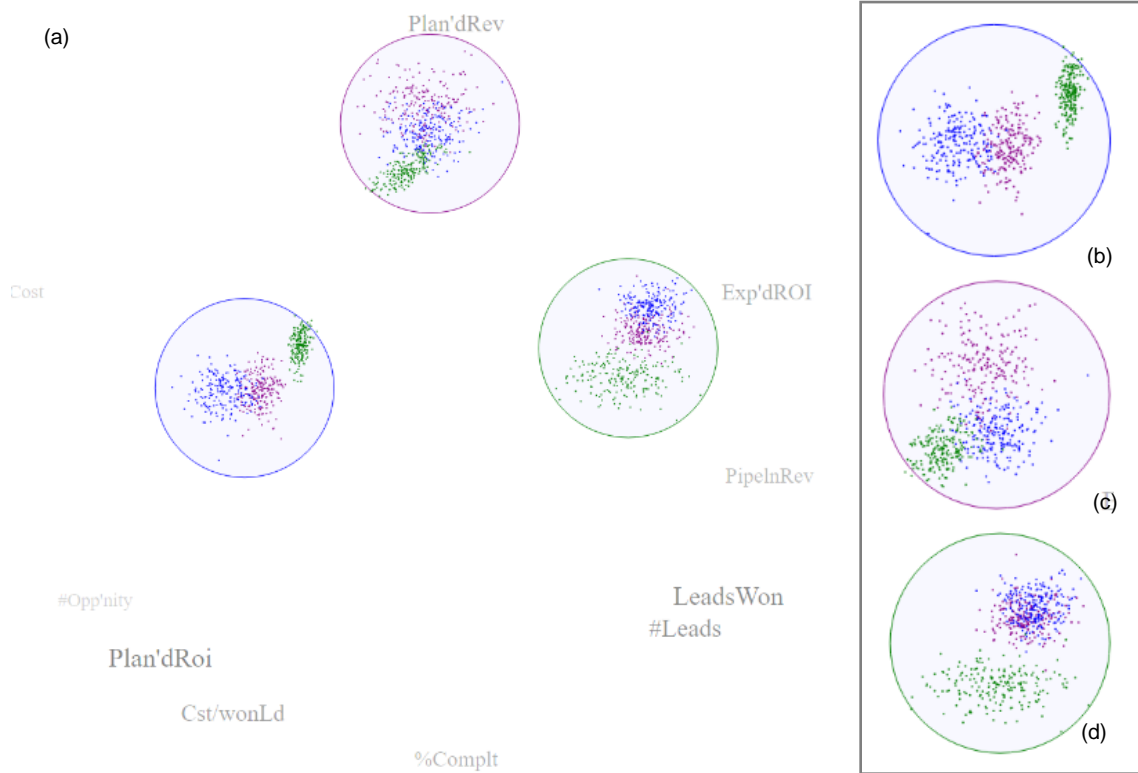 (a)
Plan'dRev
Cost
Exp'dROI
PipelnRev
#Opp'nity
LeadsWon
#Leads
Plan'dRoi
Cst/wonLd
%Complt
(b)
(c)
(d)